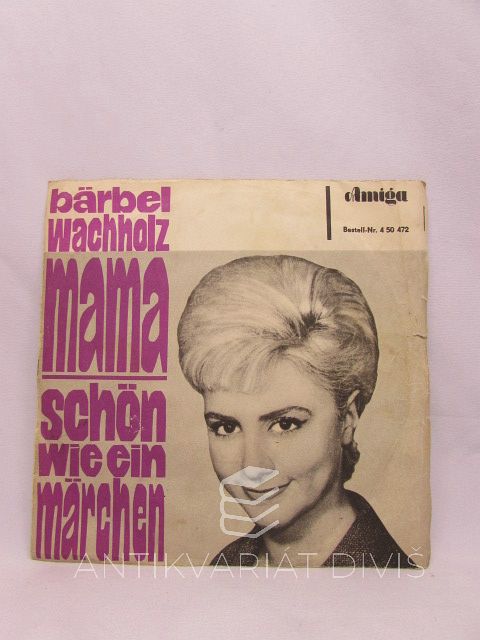 bärbel
wachholz
mama
schön
wie ein
märchen
Amiga
Bestell-Nr. 4 50 472
ANTIKVARIÁT DIVIŠ